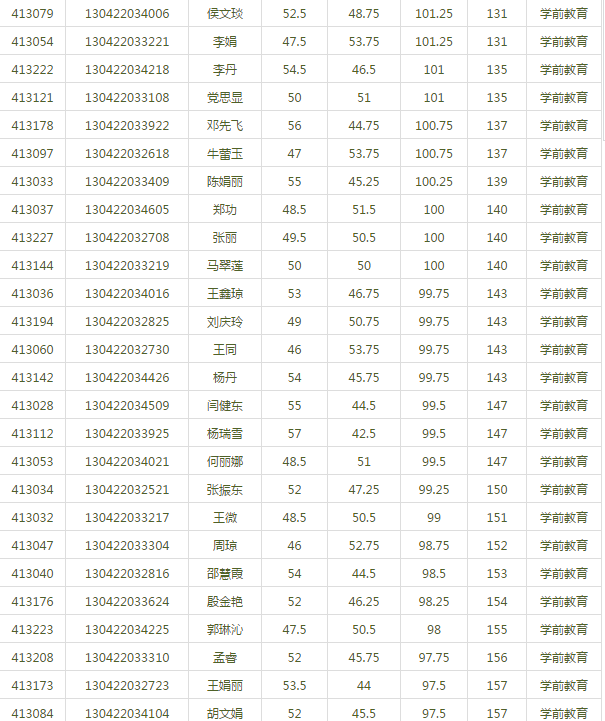 413079 130422034006 侯文琰 52.5 48.75 101.25 131 学前教育
413054 130422033221 李娟 47.5 53.75 101.25 131 学前教育
413222 130422034218 李丹 54.5 46.5 101 135 学前教育
413121 130422033108 党思显 50 51 101 135 学前教育
413178 130422033922 邓先飞 56 44.75 100.75 137 学前教育
413097 130422032618 牛蕾玉 47 53.75 100.75 137 学前教育
413033 130422033409 陈娟丽 55 45.25 100.25 139 学前教育
413037 130422034605 郑功 48.5 51.5 100 140 学前教育
413227 130422032708 张丽 49.5 50.5 100 140 学前教育
413144 130422033219 马翠莲 50 50 100 140 学前教育
413036 130422034016 王鑫琼 53 46.75 99.75 143 学前教育
413194 130422032825 刘庆玲 49 50.75 99.75 143 学前教育
413060 130422032730 王同 46 53.75 99.75 143 学前教育
413142 130422034426 杨丹 54 45.75 99.75 143 学前教育
413028 130422034509 闫健东 55 44.5 99.5 147 学前教育
413112 130422033925 杨瑞雪 57 42.5 99.5 147 学前教育
413053 130422034021 何丽娜 48.5 51 99.5 147 学前教育
413034 130422032521 张振东 52 47.25 99.25 150 学前教育
413032 130422033217 王微 48.5 50.5 99 151 学前教育
413047 130422033304 周琼 46 52.75 98.75 152 学前教育
413040 130422032816 邵慧霞 54 44.5 98.5 153 学前教育
413176 130422033624 殷金艳 52 46.25 98.25 154 学前教育
413223 130422034225 郭琳沁 47.5 50.5 98 155 学前教育
413208 130422033310 孟睿 52 45.75 97.75 156 学前教育
413173 130422032723 王娟丽 53.5 44 97.5 157 学前教育
413084 130422034104 胡文娟 52 45.5 97.5 157 学前教育